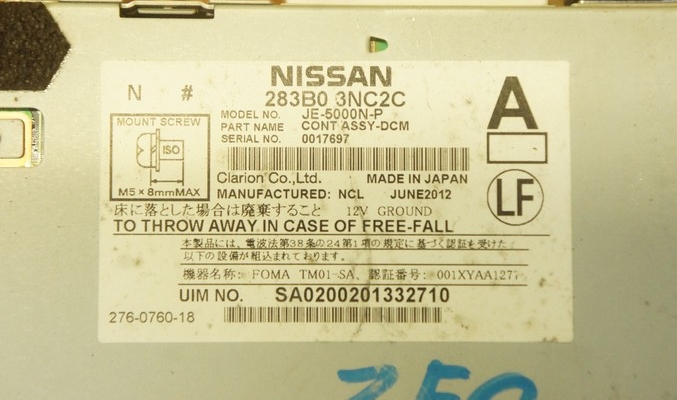 NISSAN
283B0 3NC2C
N #
A
MOUNT SCREW
ISO
M5×8mmMAX
MODEL NO. JE-5000N-P
PART NAME CONT ASSY-DCM
SERIAL NO. 0017697
Clarion Co.,Ltd. MADE IN JAPAN
MANUFACTURED: NCL JUNE2012
LF
床に落とした場合は廃棄すること 12V GROUND
TO THROW AWAY IN CASE OF FREE-FALL
本製品には、電波法第38条の24第1項の規定に基づく認証を受けた
以下の設備が組込まれております。
機器名称: FOMA TM01-SA、認証番号: 001XYAA1277
UIM NO. SA0200201332710
276-0760-18